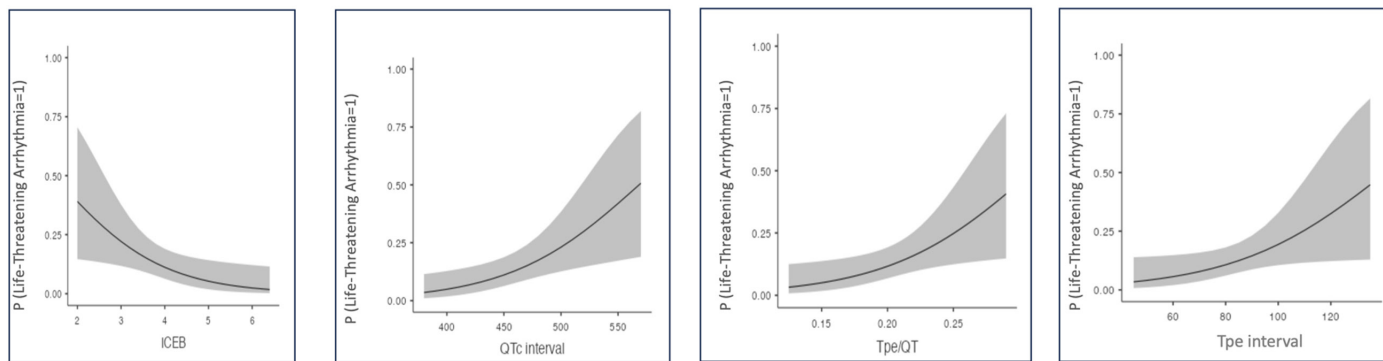 P (Life-Threatening Arrhythmia=1)
1.00
0.75
0.50
0.25
0.00
2 3 4 5 6
ICEB
P (Life-Threatening Arrhythmia=1)
1.00
0.75
0.50
0.25
0.00
400 450 500 550
QTc interval
P (Life-Threatening Arrhythmia=1)
1.00
0.75
0.50
0.25
0.00
0.15 0.20 0.25
Tpe/QT
P (Life-Threatening Arrhythmia=1)
1.00
0.75
0.50
0.25
0.00
60 80 100 120
Tpe interval